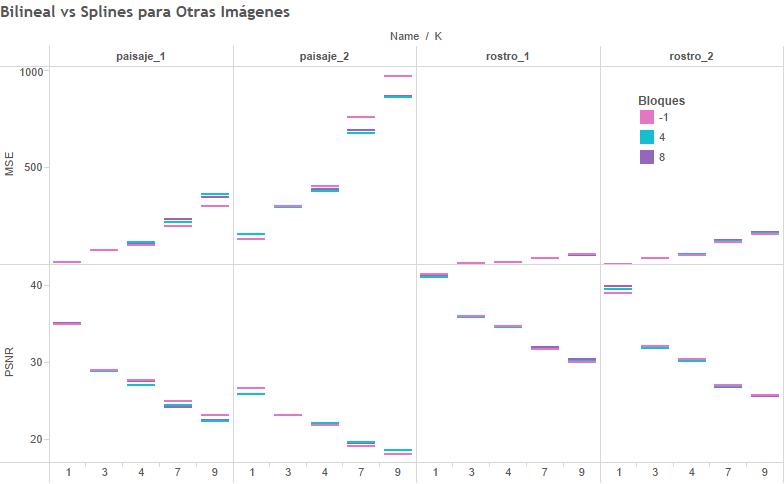 Bilineal vs Splines para Otras Imágenes
Name / K
paisaje_1 paisaje_2 rostro_1 rostro_2
1000
500
MSE
Bloques
-1
4
8
40
30
20
PSNR
1 3 4 7 9 1 3 4 7 9 1 3 4 7 9 1 3 4 7 9